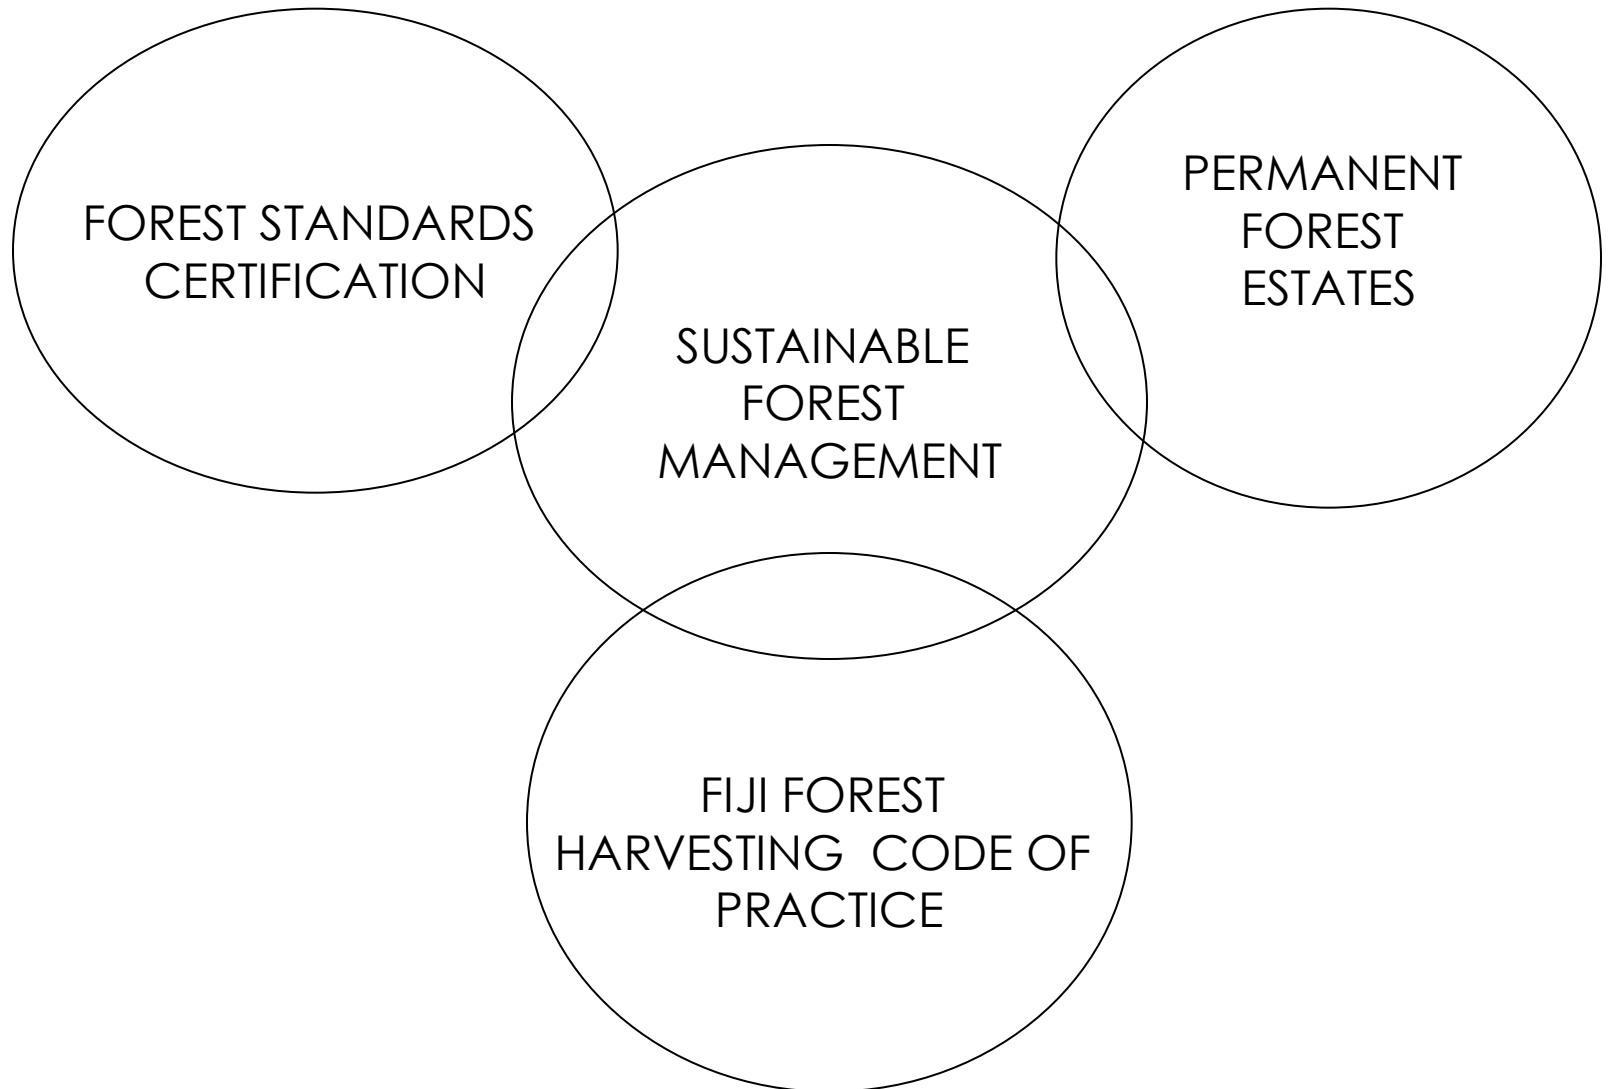 FOREST STANDARDS
CERTIFICATION
PERMANENT
FOREST
ESTATES
SUSTAINABLE
FOREST
MANAGEMENT
FIJI FOREST
HARVESTING  CODE OF
PRACTICE